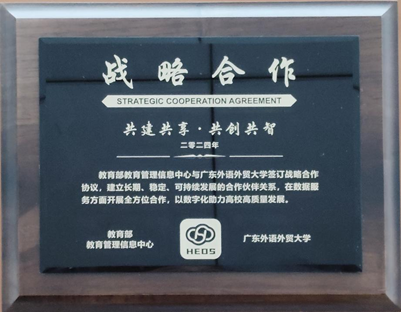 战略合作
STRATEGIC COOPERATION AGREEMENT
共建共享·共创共智
二零二四年
教育部教育管理信息中心与广东外语外贸大学签订战略合作
协议，建立长期、稳定、可持续发展的合作伙伴关系，在数据服
务方面开展全方位合作，以数字化助力高校高质量发展。
教育部
教育管理信息中心
HEDS
广东外语外贸大学